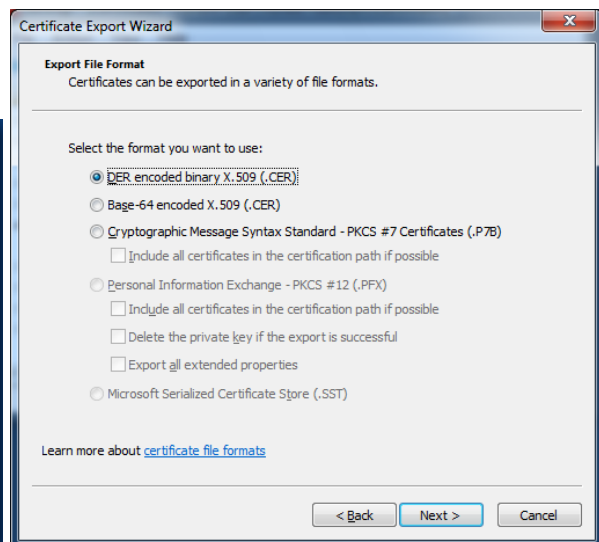 Certificate Export Wizard
Export File Format
Certificates can be exported in a variety of file formats.
Select the format you want to use:
DER encoded binary X.509 (.CER)
Base-64 encoded X.509 (.CER)
Cryptographic Message Syntax Standard - PKCS #7 Certificates (.P7B)
Include all certificates in the certification path if possible
Personal Information Exchange - PKCS #12 (.PFX)
Include all certificates in the certification path if possible
Delete the private key if the export is successful
Export all extended properties
Microsoft Serialized Certificate Store (.SST)
Learn more about certificate file formats
< Back Next > Cancel